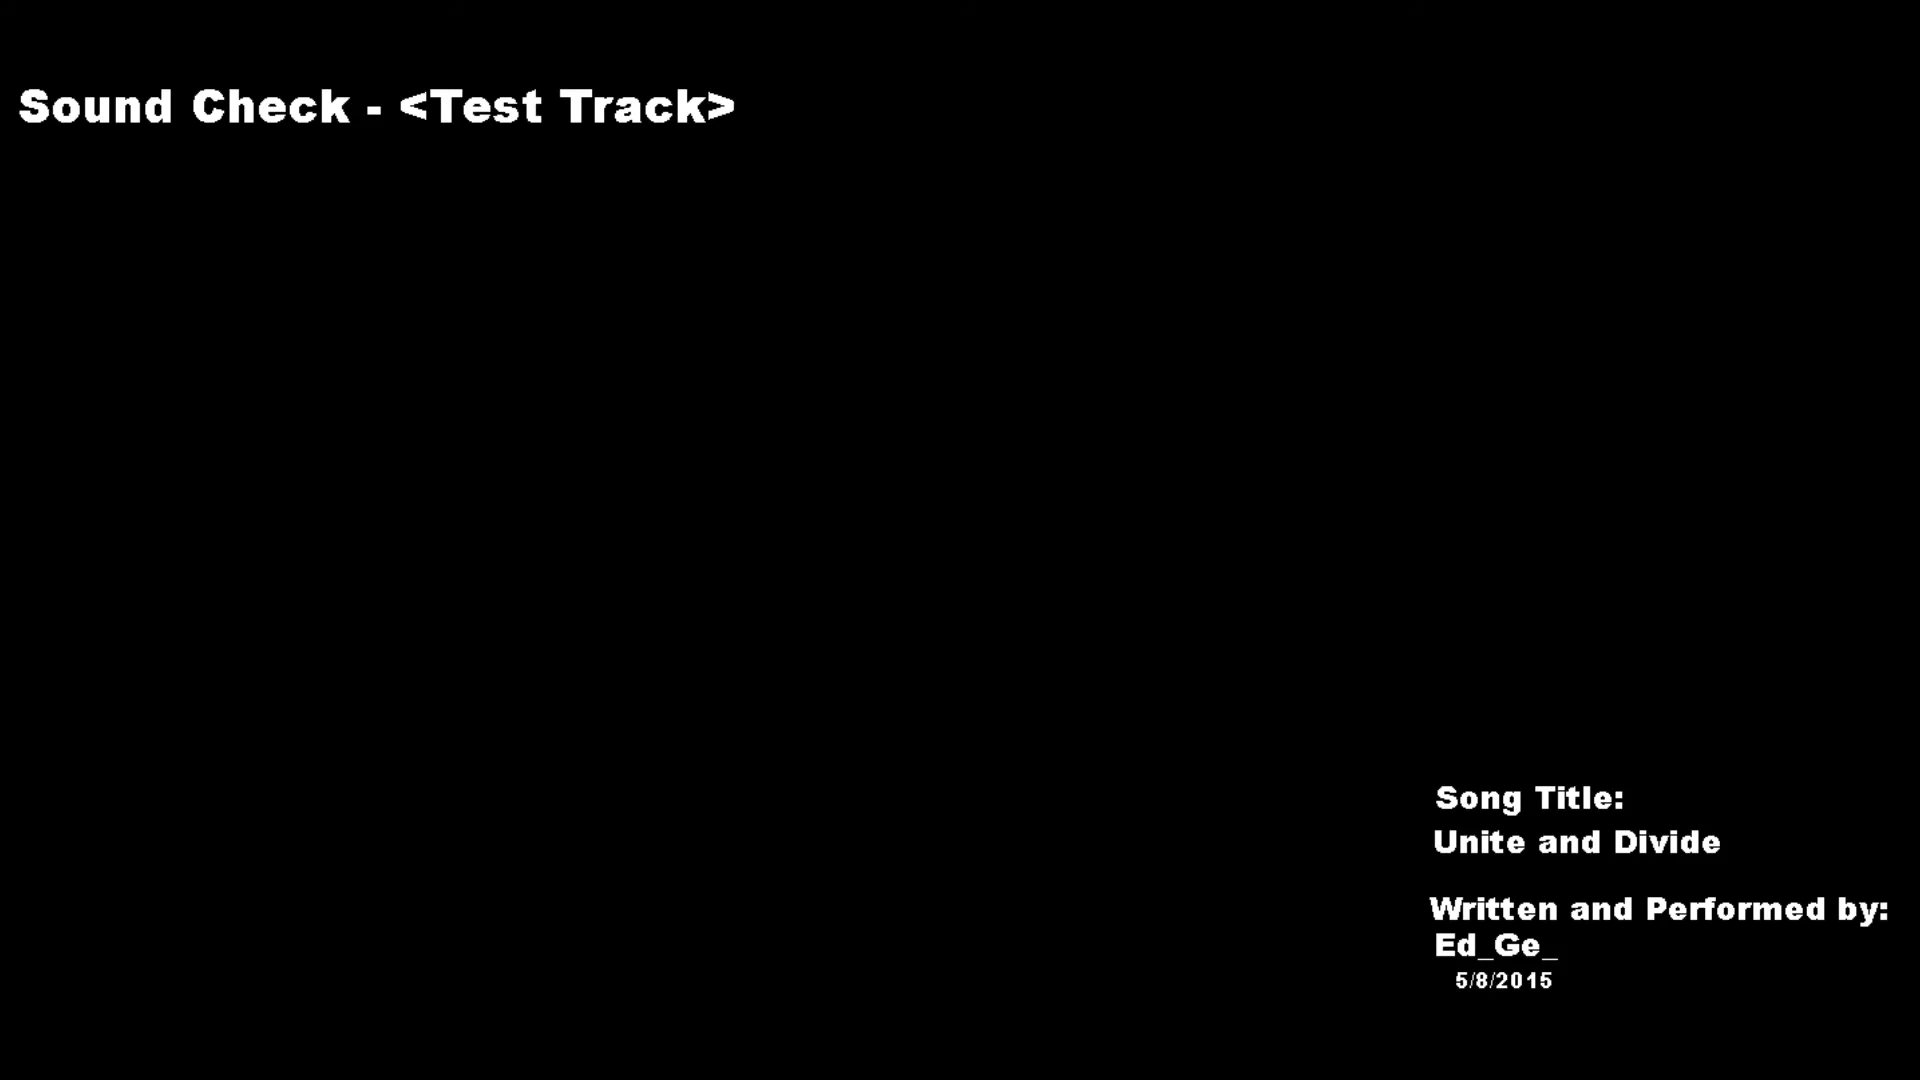 Sound Check - <Test Track>
Song Title:
Unite and Divide
Written and Performed by:
Ed_Ge_
5/8/2015